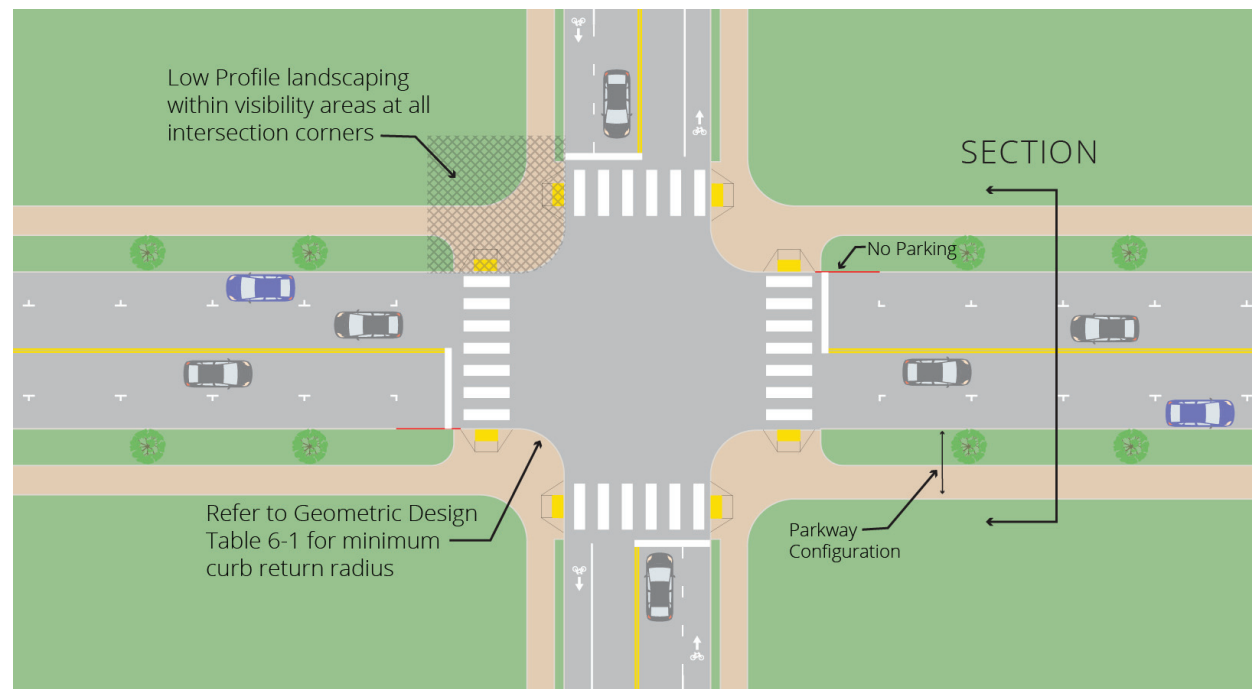 Low Profile landscaping
within visibility areas at all
intersection corners
SECTION
No Parking
Refer to Geometric Design
Table 6-1 for minimum
curb return radius
Parkway
Configuration